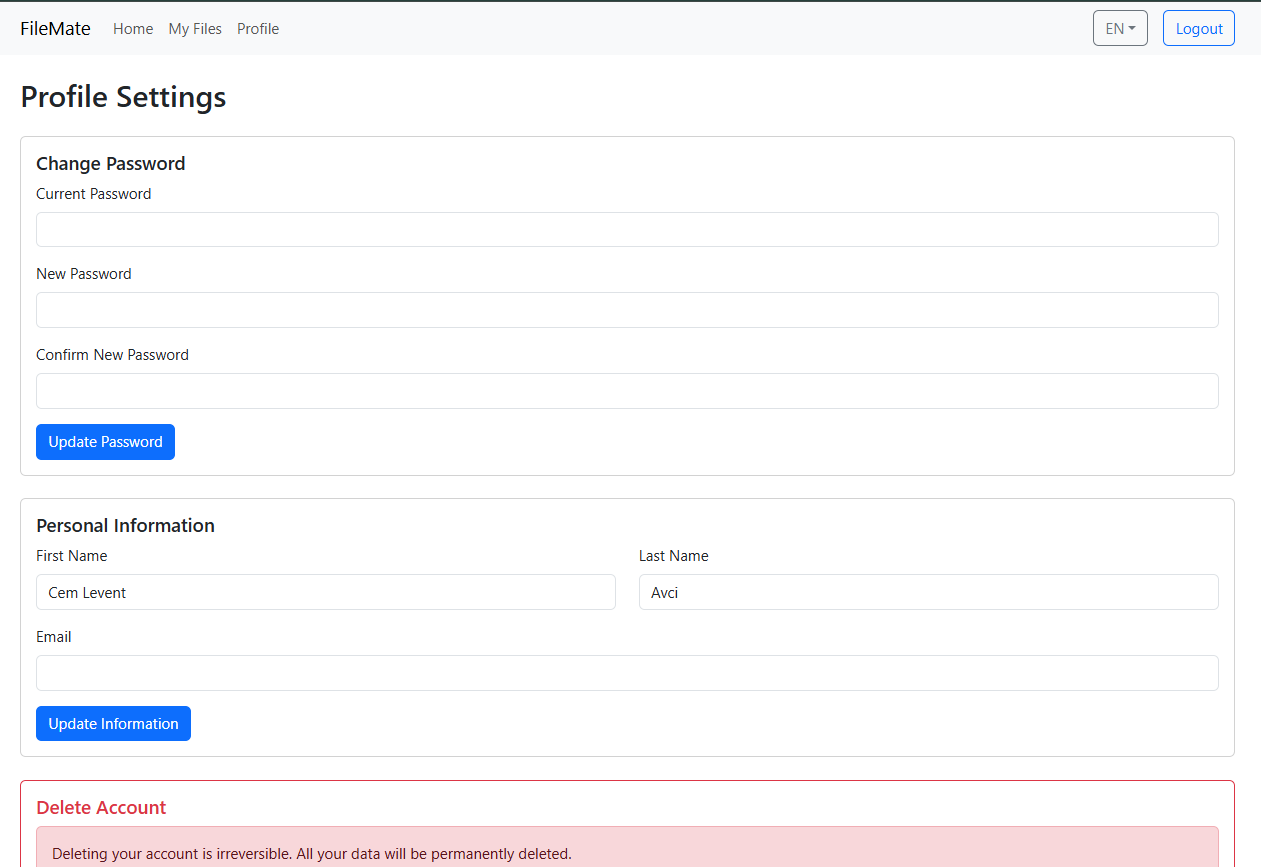 FileMate Home My Files Profile EN Logout
Profile Settings
Change Password
Current Password
New Password
Confirm New Password
Update Password
Personal Information
First Name Last Name
Cem Levent Avci
Email
Update Information
Delete Account
Deleting your account is irreversible. All your data will be permanently deleted.